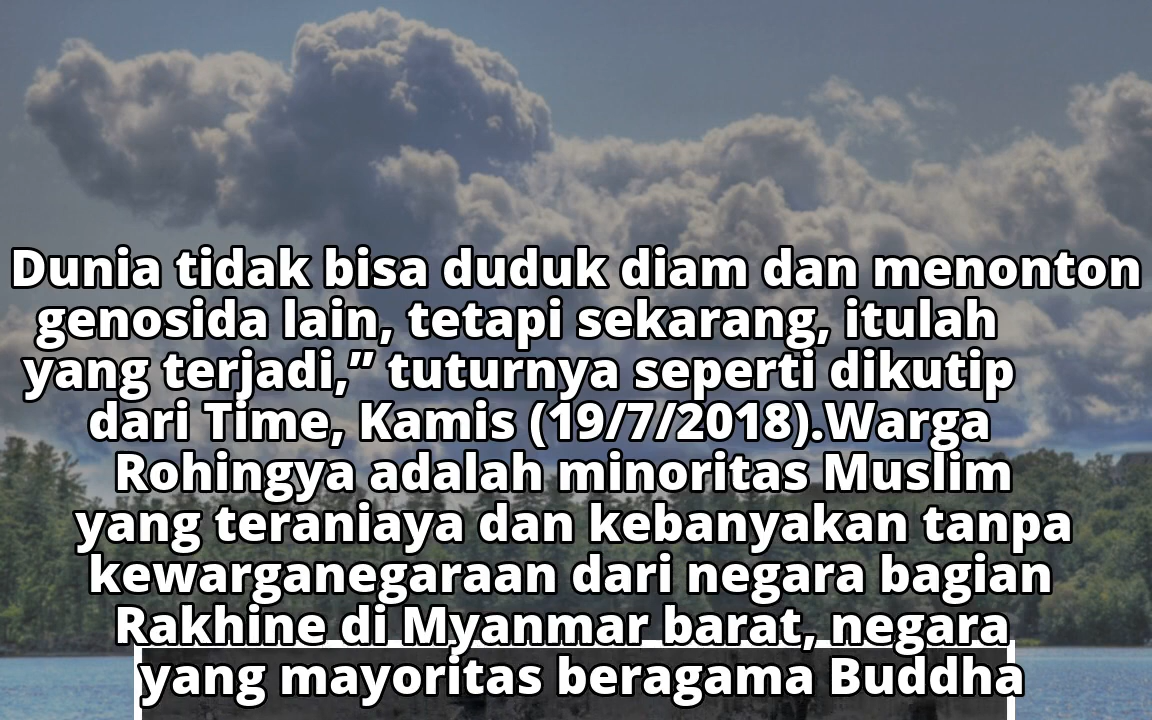 Dunia tidak bisa duduk diam dan menonton
genosida lain, tetapi sekarang, itulah
yang terjadi,” tuturnya seperti dikutip
dari Time, Kamis (19/7/2018).Warga
Rohingya adalah minoritas Muslim
yang teraniaya dan kebanyakan tanpa
kewarganegaraan dari negara bagian
Rakhine di Myanmar barat, negara
yang mayoritas beragama Buddha